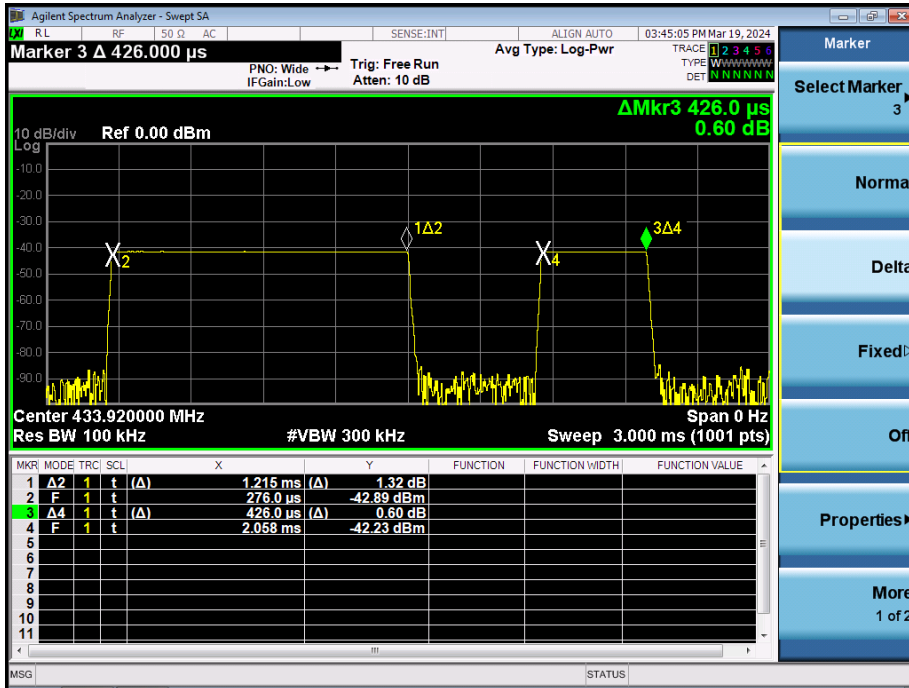 Agilent Spectrum Analyzer - Swept SA
LXI RL RF 50 Ω AC SENSE:INT ALIGN AUTO 03:45:05 PM Mar 19, 2024
Marker 3 Δ 426.000 µs
PNO: Wide
IFGain:Low
Trig: Free Run
Atten: 10 dB
Avg Type: Log-Pwr
TRACE 1 2 3 4 5 6
TYPE WWWWWW
DET N N N N N N
ΔMkr3 426.0 µs
0.60 dB
10 dB/div Ref 0.00 dBm
Log
-10.0
-20.0
-30.0
-40.0
-50.0
-60.0
-70.0
-80.0
-90.0
2
1Δ2
4
3Δ4
Center 433.920000 MHz Span 0 Hz
Res BW 100 kHz #VBW 300 kHz Sweep 3.000 ms (1001 pts)
MKR MODE TRC SCL X Y FUNCTION FUNCTION WIDTH FUNCTION VALUE
1 Δ2 1 t (Δ) 1.215 ms (Δ) 1.32 dB
2 F 1 t 276.0 µs -42.89 dBm
3 Δ4 1 t (Δ) 426.0 µs (Δ) 0.60 dB
4 F 1 t 2.058 ms -42.23 dBm
5
6
7
8
9
10
11
MSG STATUS
Marker
Select Marker
3
Norma
Delta
Fixed
Off
Properties
More
1 of 2